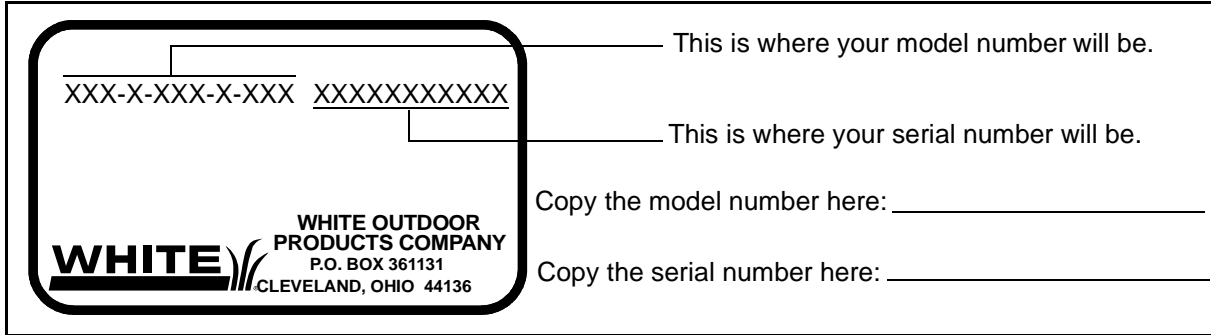 This is where your model number will be.
XXX-X-XXX-X-XXX XXXXXXXXXXX
This is where your serial number will be.
Copy the model number here:
WHITE OUTDOOR
PRODUCTS COMPANY
P.O. BOX 361131
CLEVELAND, OHIO 44136
WHITE
®
Copy the serial number here: